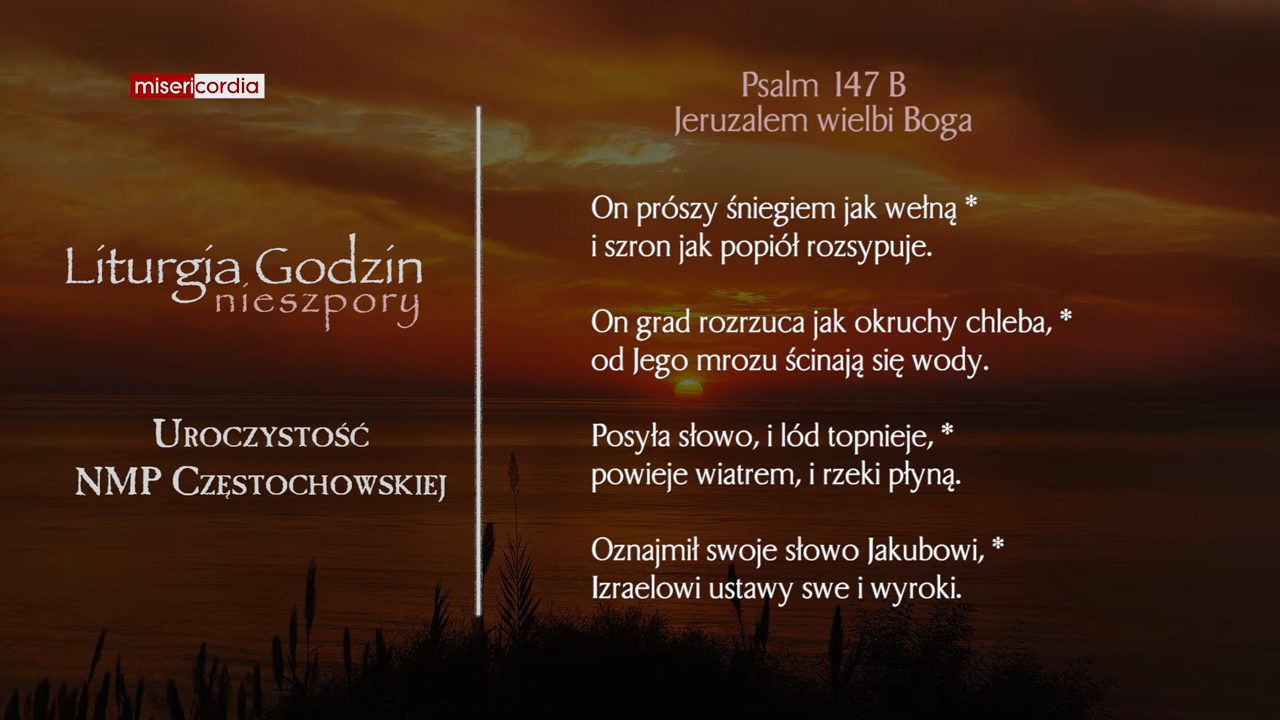 misericordia
Liturgia Godzin
nieszpory
Uroczystość
NMP Częstochowskiej
Psalm 147 B
Jeruzalem wielbi Boga
On prószy śniegiem jak wełną *
i szron jak popiół rozsypuje.
On grad rozrzuca jak okruchy chleba, *
od Jego mrozu ścinają się wody.
Posyła słowo, i lód topnieje, *
powieje wiatrem, i rzeki płyną.
Oznajmił swoje słowo Jakubowi, *
Izraelowi ustawy swe i wyroki.